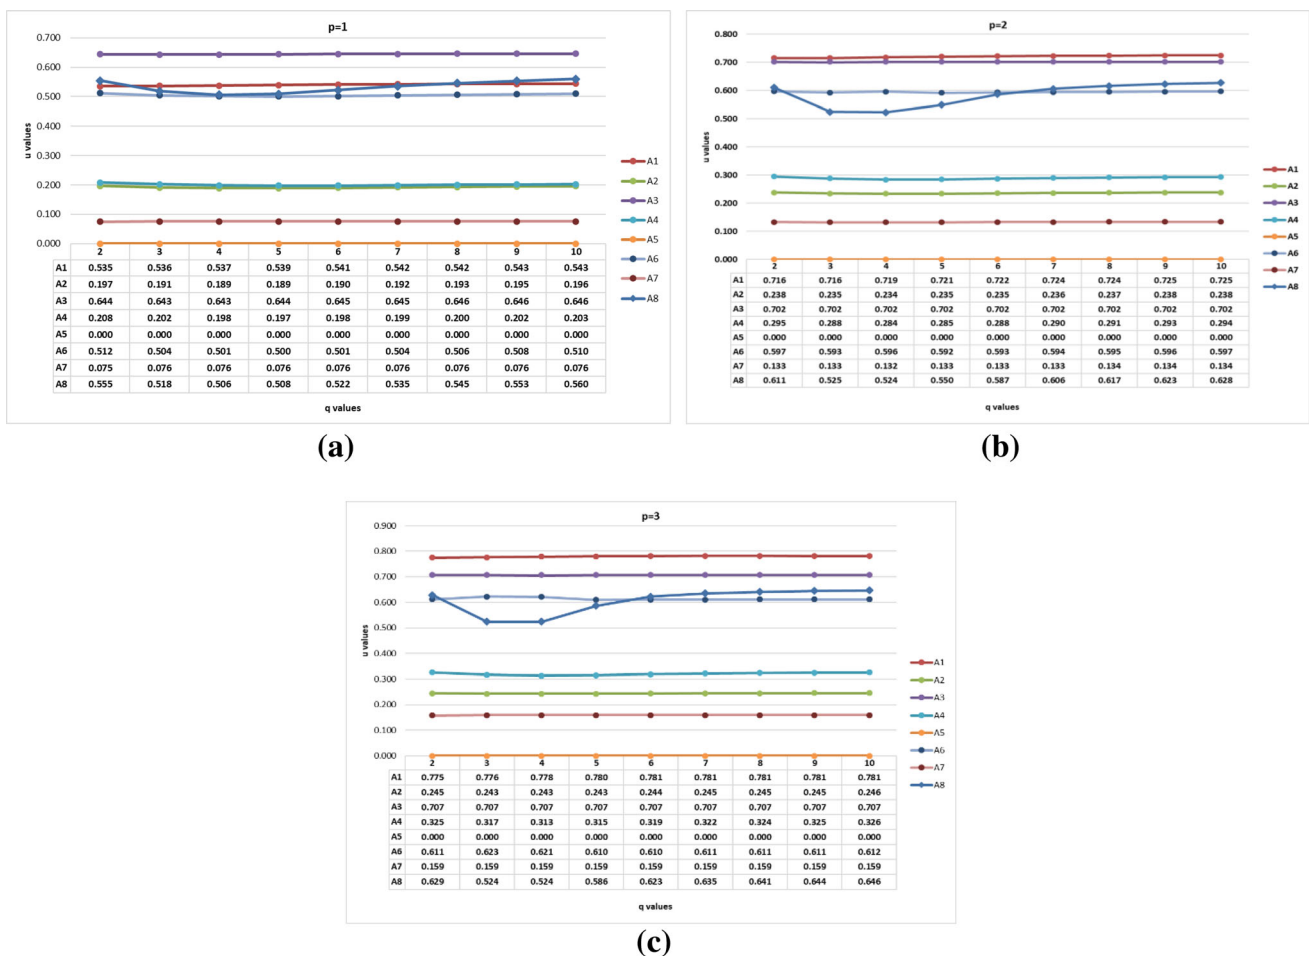 p=1
0.700
0.600
0.500
0.400
0.300
0.200
0.100
0.000
u values
2 3 4 5 6 7 8 9 10
A1 0.535 0.536 0.537 0.539 0.541 0.542 0.542 0.543 0.543
A2 0.197 0.191 0.189 0.189 0.190 0.192 0.193 0.195 0.196
A3 0.644 0.643 0.643 0.644 0.645 0.645 0.646 0.646 0.646
A4 0.208 0.202 0.198 0.197 0.198 0.199 0.200 0.202 0.203
A5 0.000 0.000 0.000 0.000 0.000 0.000 0.000 0.000 0.000
A6 0.512 0.504 0.501 0.500 0.501 0.504 0.506 0.508 0.510
A7 0.075 0.076 0.076 0.076 0.076 0.076 0.076 0.076 0.076
A8 0.555 0.518 0.506 0.508 0.522 0.535 0.545 0.553 0.560
q values
A1
A2
A3
A4
A5
A6
A7
A8
(a)
p=2
0.800
0.700
0.600
0.500
0.400
0.300
0.200
0.100
0.000
u values
2 3 4 5 6 7 8 9 10
A1 0.716 0.716 0.719 0.721 0.722 0.724 0.724 0.725 0.725
A2 0.238 0.235 0.234 0.235 0.235 0.236 0.237 0.238 0.238
A3 0.702 0.702 0.702 0.702 0.702 0.702 0.702 0.702 0.702
A4 0.295 0.288 0.284 0.285 0.288 0.290 0.291 0.293 0.294
A5 0.000 0.000 0.000 0.000 0.000 0.000 0.000 0.000 0.000
A6 0.597 0.593 0.596 0.592 0.593 0.594 0.595 0.596 0.597
A7 0.133 0.133 0.132 0.133 0.133 0.133 0.134 0.134 0.134
A8 0.611 0.525 0.524 0.550 0.587 0.606 0.617 0.623 0.628
q values
A1
A2
A3
A4
A5
A6
A7
A8
(b)
p=3
0.900
0.800
0.700
0.600
0.500
0.400
0.300
0.200
0.100
0.000
u values
2 3 4 5 6 7 8 9 10
A1 0.775 0.776 0.778 0.780 0.781 0.781 0.781 0.781 0.781
A2 0.245 0.243 0.243 0.243 0.244 0.245 0.245 0.245 0.246
A3 0.707 0.707 0.707 0.707 0.707 0.707 0.707 0.707 0.707
A4 0.325 0.317 0.313 0.315 0.319 0.322 0.324 0.325 0.326
A5 0.000 0.000 0.000 0.000 0.000 0.000 0.000 0.000 0.000
A6 0.611 0.623 0.621 0.610 0.610 0.611 0.611 0.611 0.612
A7 0.159 0.159 0.159 0.159 0.159 0.159 0.159 0.159 0.159
A8 0.629 0.524 0.524 0.586 0.623 0.635 0.641 0.644 0.646
q values
A1
A2
A3
A4
A5
A6
A7
A8
(c)